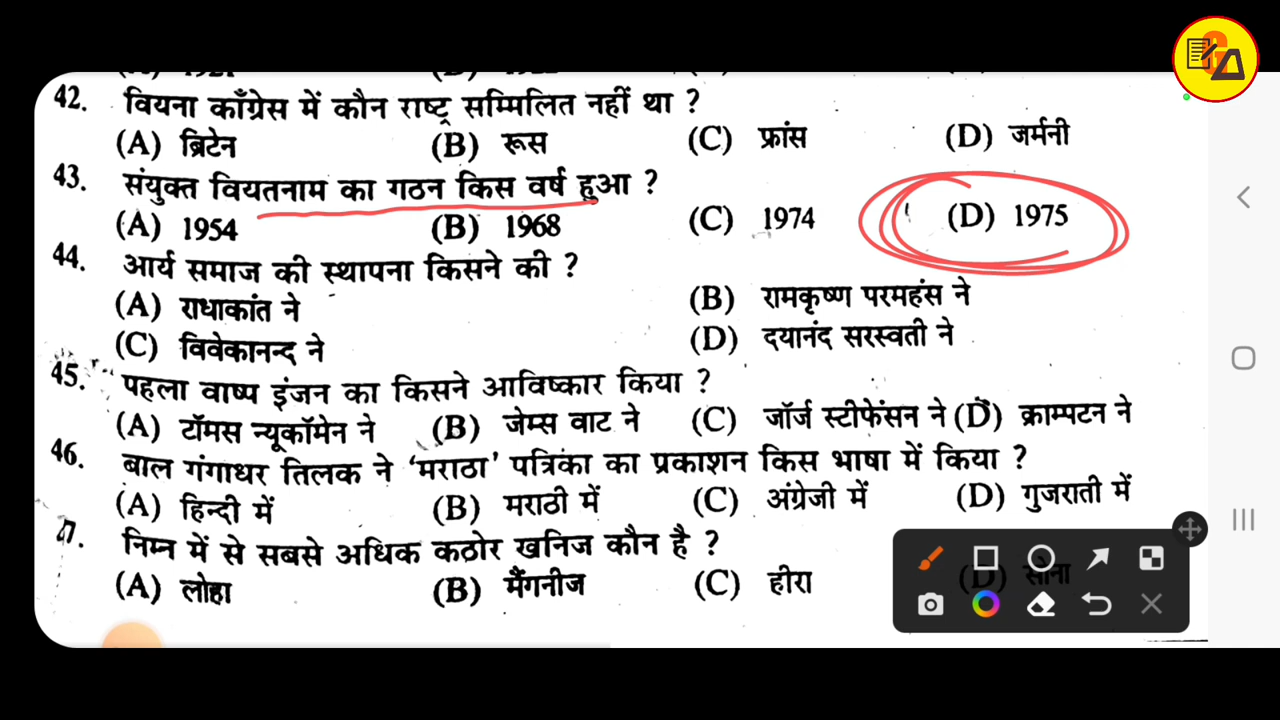 42. वियना काँग्रेस में कौन राष्ट्र सम्मिलित नहीं था ?
(A) ब्रिटेन (B) रूस (C) फ्रांस (D) जर्मनी
43. संयुक्त वियतनाम का गठन किस वर्ष हुआ ?
(A) 1954 (B) 1968 (C) 1974 (D) 1975
44. आर्य समाज की स्थापना किसने की ?
(A) राधाकांत ने (B) रामकृष्ण परमहंस ने
(C) विवेकानन्द ने (D) दयानंद सरस्वती ने
45. पहला वाष्प इंजन का किसने आविष्कार किया ?
(A) टॉमस न्यूकॉमेन ने (B) जेम्स वाट ने (C) जॉर्ज स्टीफेंसन ने (D) क्राम्पटन ने
46. बाल गंगाधर तिलक ने ‘मराठा’ पत्रिका का प्रकाशन किस भाषा में किया ?
(A) हिन्दी में (B) मराठी में (C) अंग्रेजी में (D) गुजराती में
47. निम्न में से सबसे अधिक कठोर खनिज कौन है ?
(A) लोहा (B) मैंगनीज (C) हीरा (D) सोना